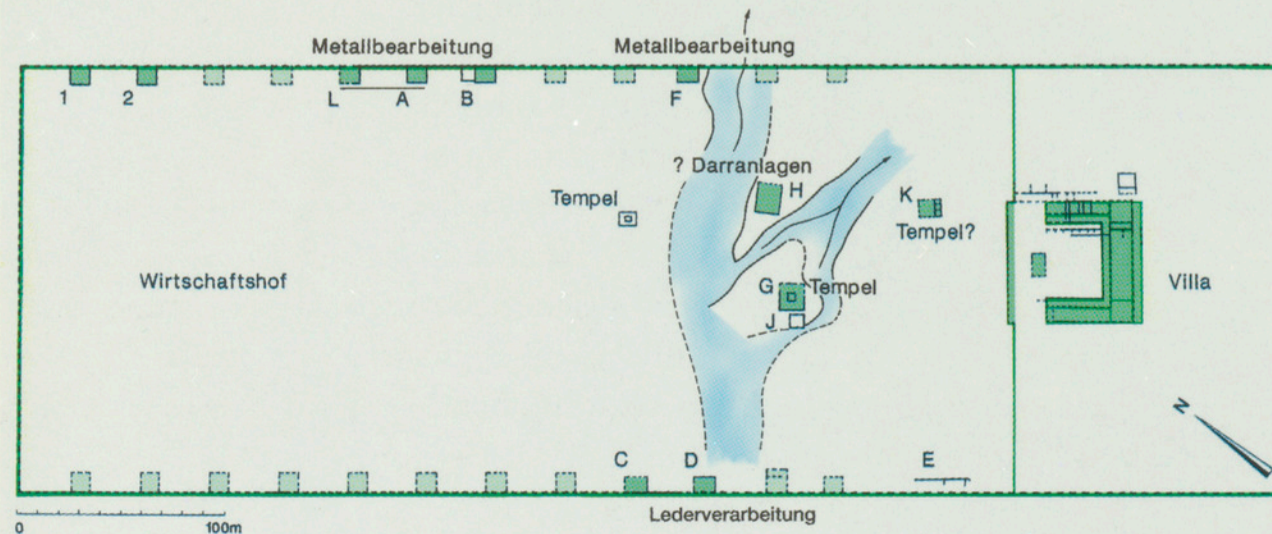 Metallbearbeitung Metallbearbeitung
1 2 L A B F
? Darranlagen
H
Tempel
K
Tempel?
Wirtschaftshof
G Tempel
Villa
J
N
C D E
Lederverarbeitung
0 100m